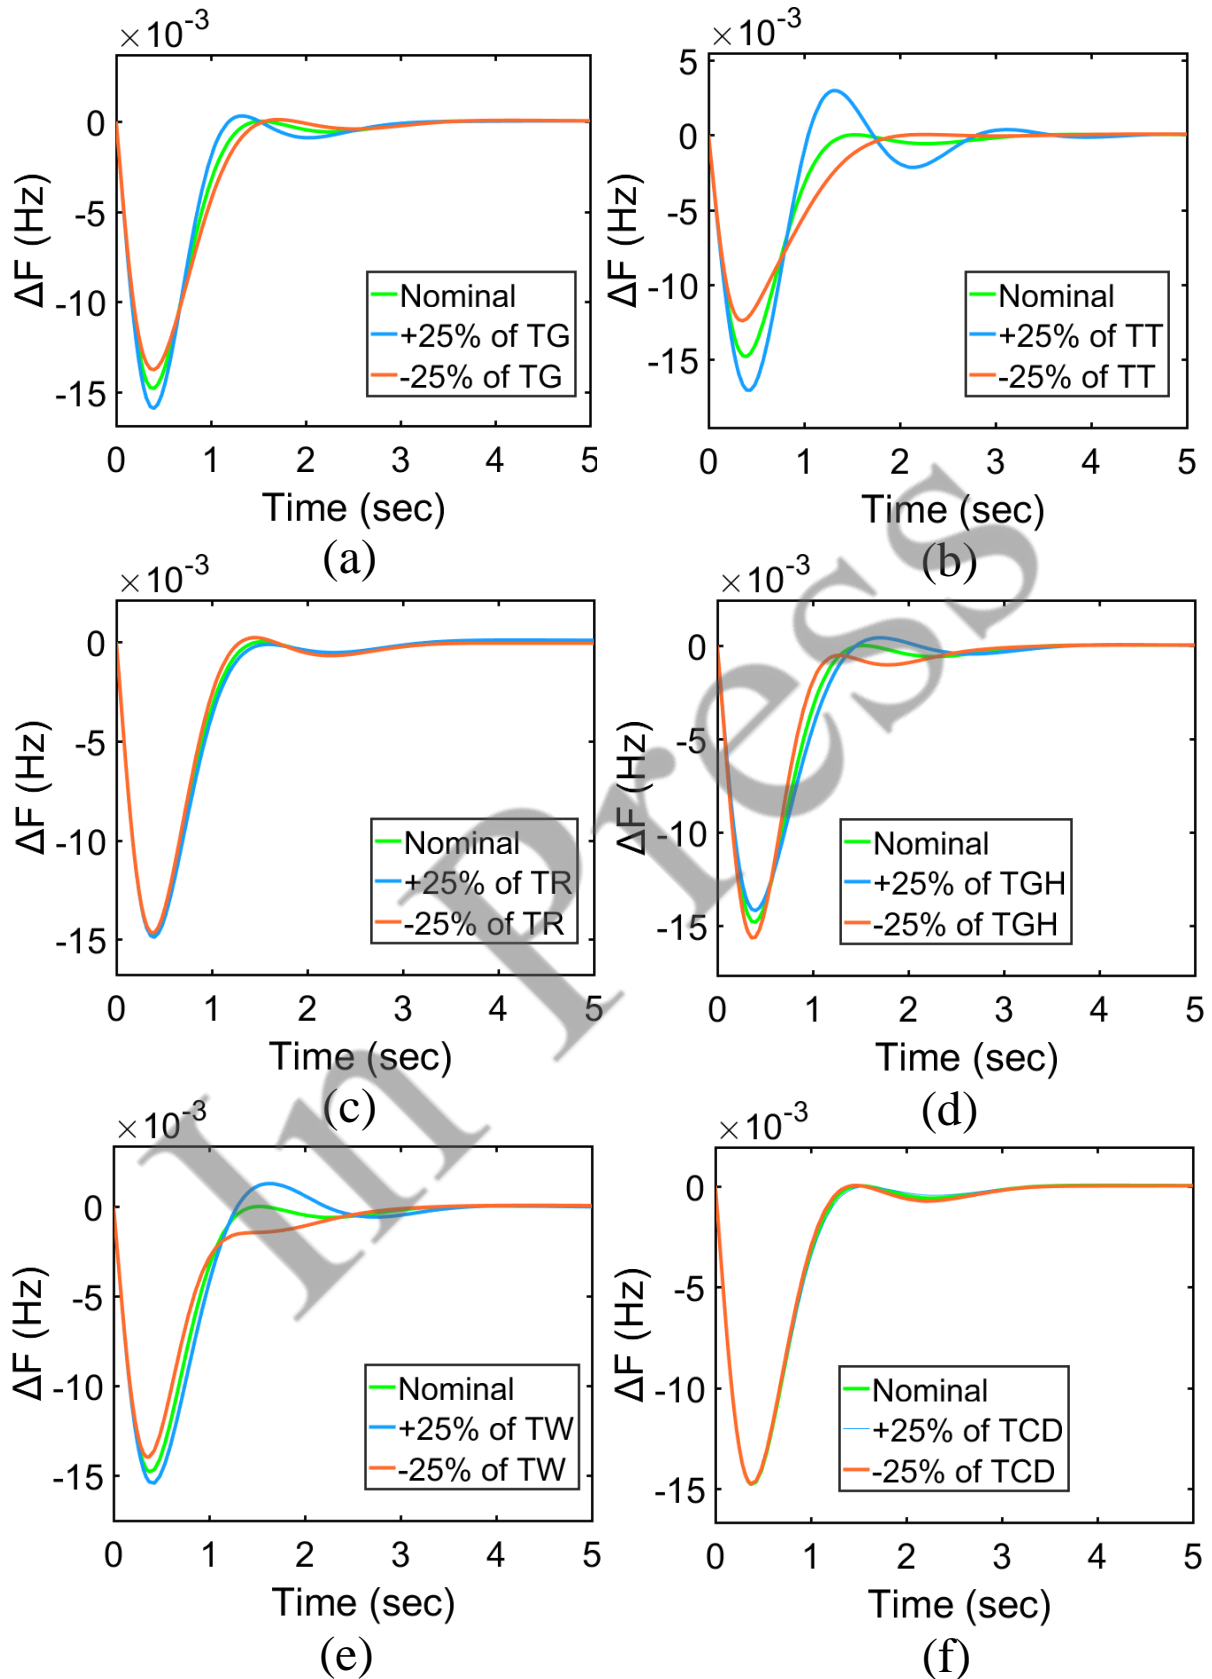 ×10-3
0
-5
-10
-15
ΔF (Hz)
Nominal
+25% of TG
-25% of TG
0 1 2 3 4 5
Time (sec)
(a)
×10-3
5
0
-5
-10
-15
ΔF (Hz)
Nominal
+25% of TT
-25% of TT
0 1 2 3 4 5
Time (sec)
(b)
×10-3
0
-5
-10
-15
ΔF (Hz)
Nominal
+25% of TR
-25% of TR
0 1 2 3 4 5
Time (sec)
(c)
×10-3
0
-5
-10
-15
ΔF (Hz)
Nominal
+25% of TGH
-25% of TGH
0 1 2 3 4 5
Time (sec)
(d)
×10-3
0
-5
-10
-15
ΔF (Hz)
Nominal
+25% of TW
-25% of TW
0 1 2 3 4 5
Time (sec)
(e)
×10-3
0
-5
-10
-15
ΔF (Hz)
Nominal
+25% of TCD
-25% of TCD
0 1 2 3 4 5
Time (sec)
(f)
In Press